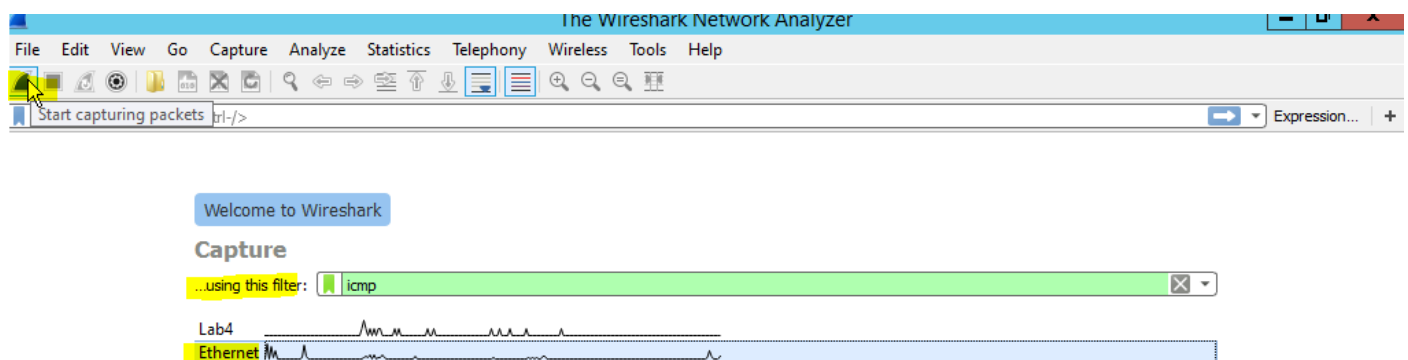 The Wireshark Network Analyzer
File Edit View Go Capture Analyze Statistics Telephony Wireless Tools Help
Start capturing packets trl-/>
Expression... +
Welcome to Wireshark
Capture
...using this filter: icmp
Lab4
Ethernet